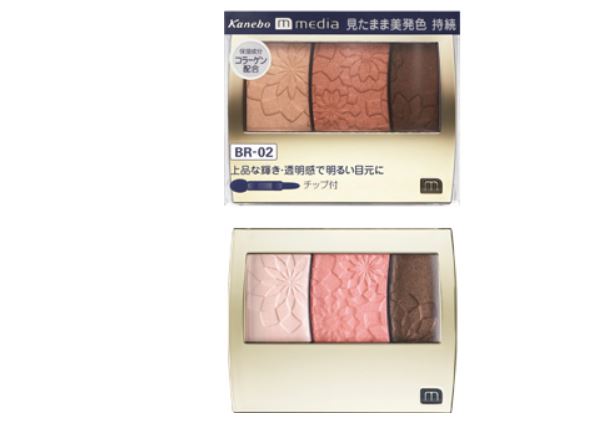 Kanebo m media 見たまま美発色 持続
保湿成分
コラーゲン
配合
BR-02
上品な輝き・透明感で明るい目元に
チップ付
m
m